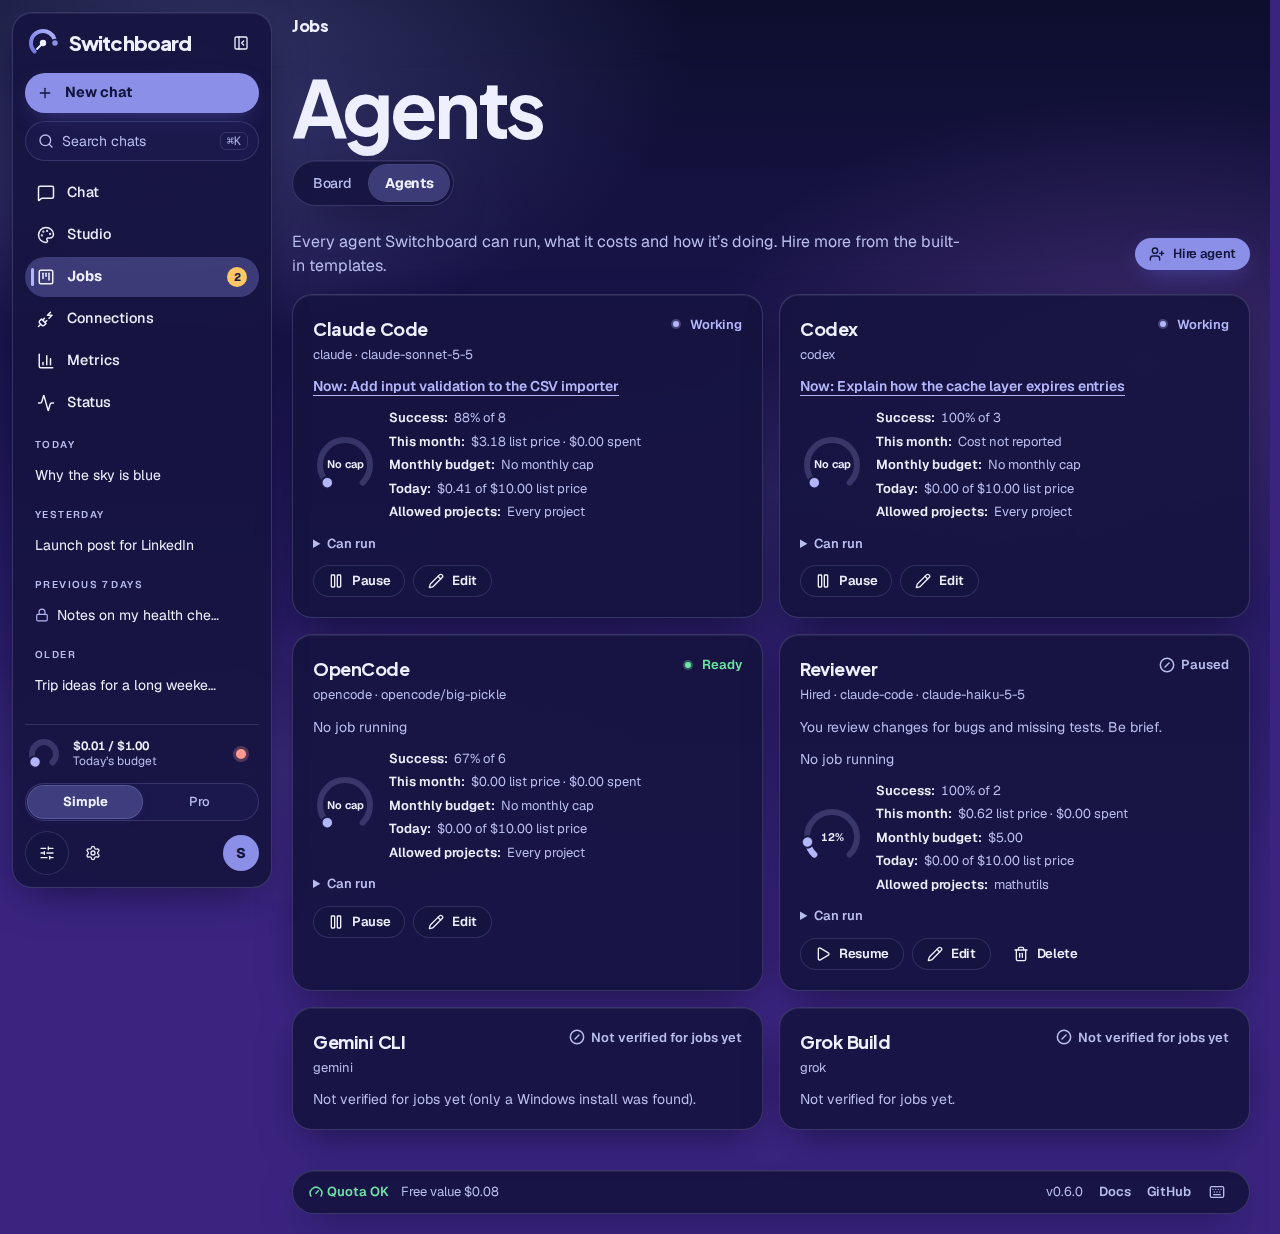 Switchboard
New chat
Search chats ⌘K
Chat
Studio
Jobs 2
Connections
Metrics
Status
TODAY
Why the sky is blue
YESTERDAY
Launch post for LinkedIn
PREVIOUS 7 DAYS
Notes on my health che...
OLDER
Trip ideas for a long weeke...
$0.01 / $1.00
Today's budget
Simple Pro
S
Jobs
Agents
Board Agents
Every agent Switchboard can run, what it costs and how it's doing. Hire more from the built-
in templates.
Hire agent
Claude Code Working
claude · claude-sonnet-5-5
Now: Add input validation to the CSV importer
No cap
Success: 88% of 8
This month: $3.18 list price · $0.00 spent
Monthly budget: No monthly cap
Today: $0.41 of $10.00 list price
Allowed projects: Every project
Can run
Pause Edit
Codex Working
codex
Now: Explain how the cache layer expires entries
No cap
Success: 100% of 3
This month: Cost not reported
Monthly budget: No monthly cap
Today: $0.00 of $10.00 list price
Allowed projects: Every project
Can run
Pause Edit
OpenCode Ready
opencode · opencode/big-pickle
No job running
No cap
Success: 67% of 6
This month: $0.00 list price · $0.00 spent
Monthly budget: No monthly cap
Today: $0.00 of $10.00 list price
Allowed projects: Every project
Can run
Pause Edit
Reviewer Paused
Hired · claude-code · claude-haiku-5-5
You review changes for bugs and missing tests. Be brief.
No job running
12%
Success: 100% of 2
This month: $0.62 list price · $0.00 spent
Monthly budget: $5.00
Today: $0.00 of $10.00 list price
Allowed projects: mathutils
Can run
Resume Edit Delete
Gemini CLI Not verified for jobs yet
gemini
Not verified for jobs yet (only a Windows install was found).
Grok Build Not verified for jobs yet
grok
Not verified for jobs yet.
Quota OK Free value $0.08
v0.6.0 Docs GitHub